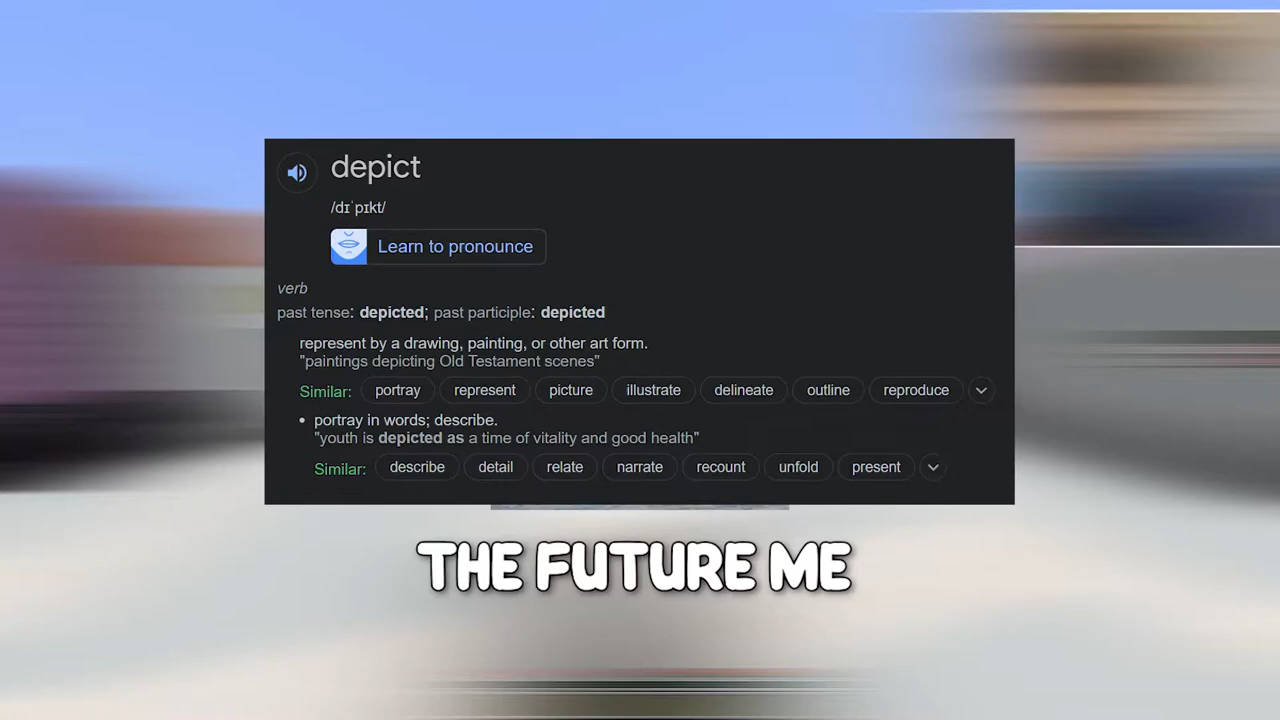 depict
/dɪˈpɪkt/
Learn to pronounce
verb
past tense: depicted; past participle: depicted
represent by a drawing, painting, or other art form.
"paintings depicting Old Testament scenes"
Similar: portray represent picture illustrate delineate outline reproduce
• portray in words; describe.
"youth is depicted as a time of vitality and good health"
Similar: describe detail relate narrate recount unfold present
THE FUTURE ME